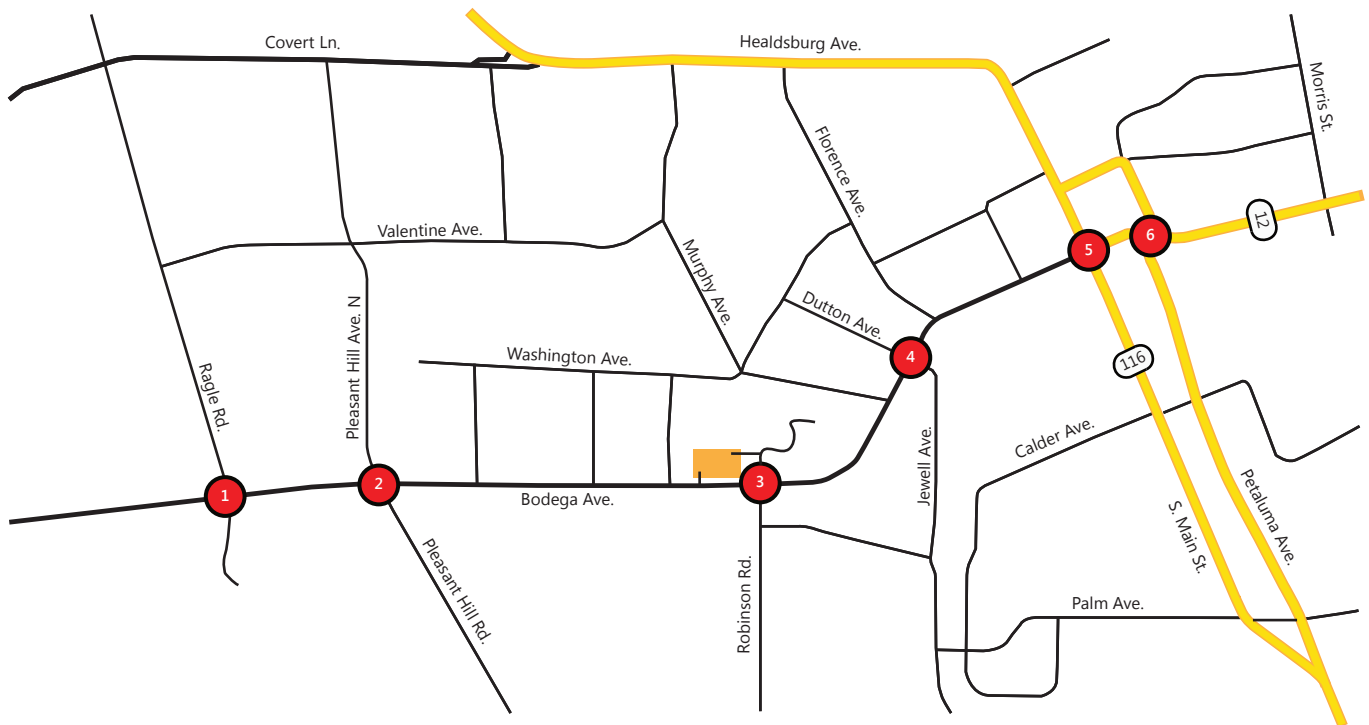 Covert Ln.
Healdsburg Ave.
Morris St.
Florence Ave.
12
Valentine Ave.
5
6
Murphy Ave.
Pleasant Hill Ave. N
Dutton Ave.
Washington Ave.
4
116
Ragle Rd.
Calder Ave.
Jewell Ave.
1
2
3
Bodega Ave.
Petaluma Ave.
S. Main St.
Pleasant Hill Rd.
Robinson Rd.
Palm Ave.